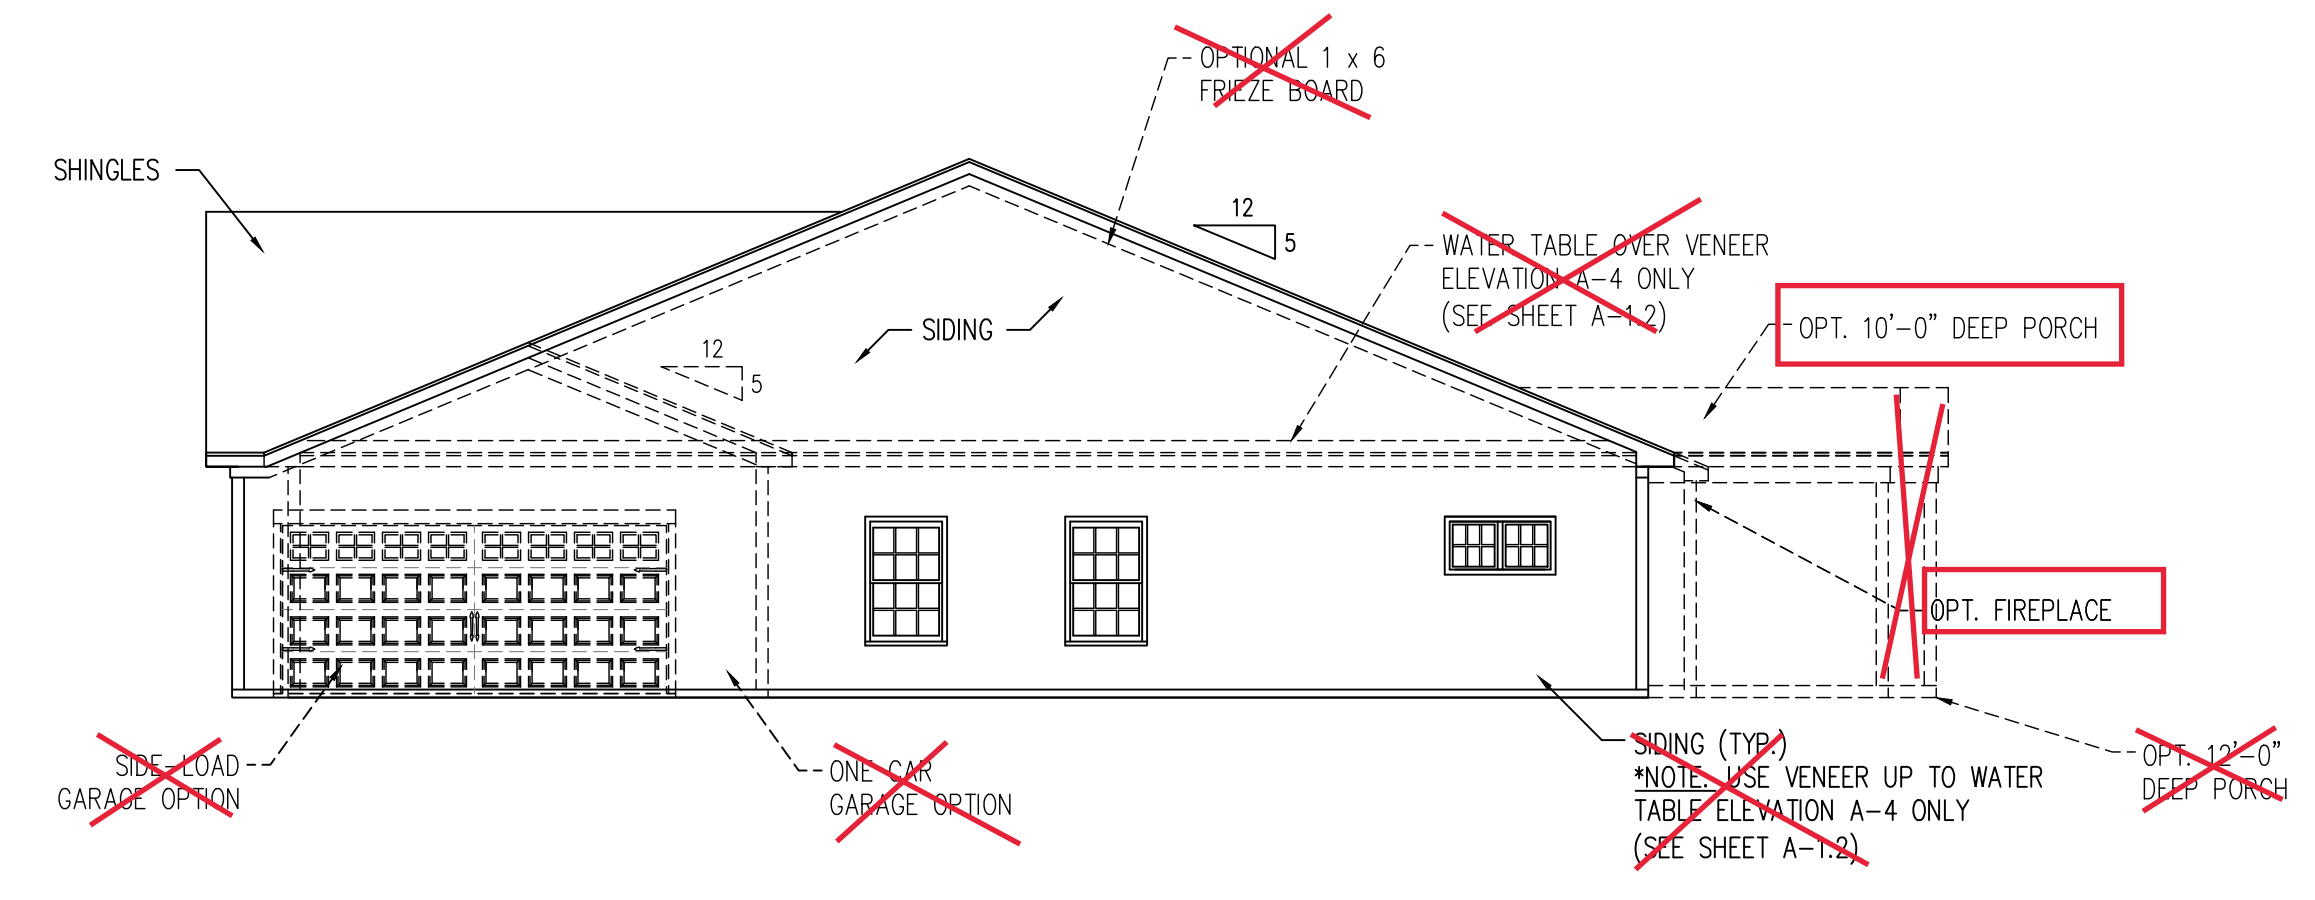 OPTIONAL 1 x 6
FRIEZE BOARD
SHINGLES
12
5
WATER TABLE OVER VENEER
ELEVATION A-4 ONLY
(SEE SHEET A-1.2)
OPT. 10'-0" DEEP PORCH
SIDING
12
5
OPT. FIREPLACE
SIDE-LOAD
GARAGE OPTION
ONE CAR
GARAGE OPTION
SIDING (TYP.)
*NOTE: USE VENEER UP TO WATER
TABLE ELEVATION A-4 ONLY
(SEE SHEET A-1.2)
OPT. 12'-0"
DEEP PORCH